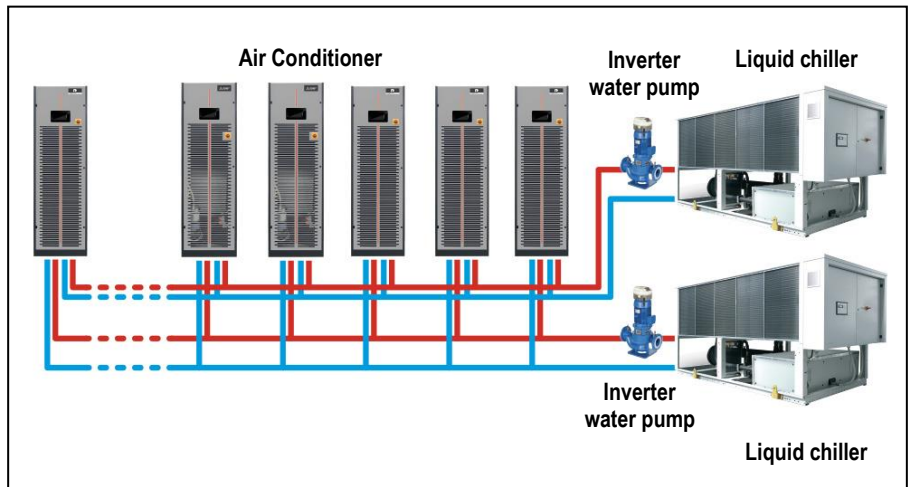 Air Conditioner
Inverter
water pump
Liquid chiller
Inverter
water pump
Liquid chiller